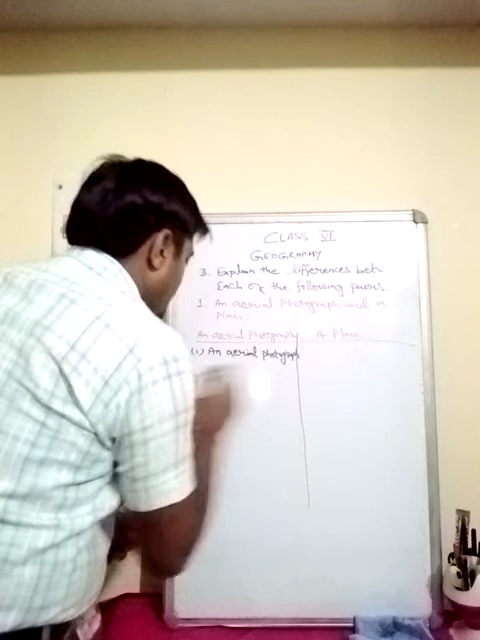 CLASS VI
GEOGRAPHY
3. Explain the differences betn
Each of the following pairs.
1. An aerial Photograph and a
Plan
An aerial Photography A Plan
(1) An aerial photograph